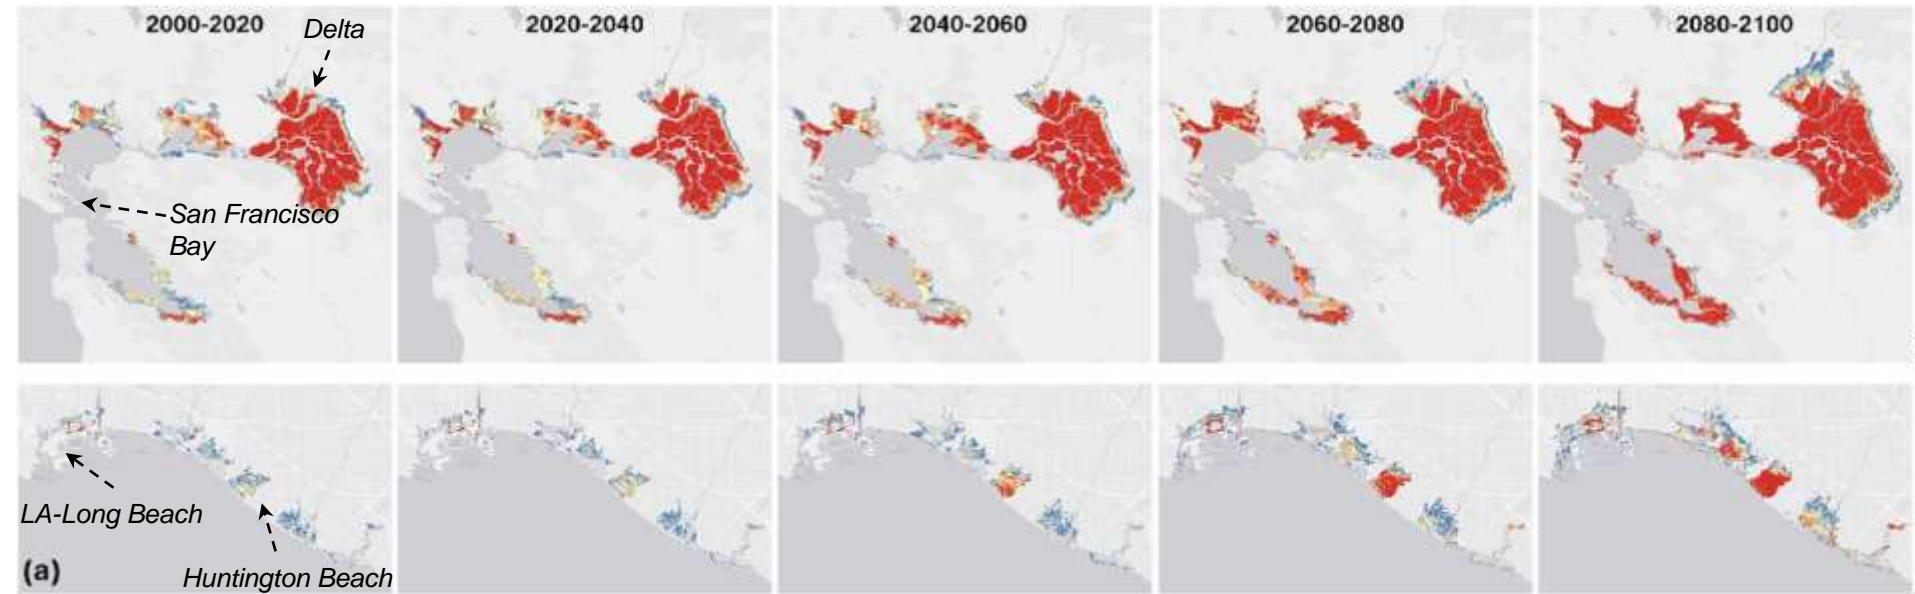 2000-2020
2020-2040
2040-2060
2060-2080
2080-2100
Delta
San Francisco
Bay
LA-Long Beach
Huntington Beach
(a)